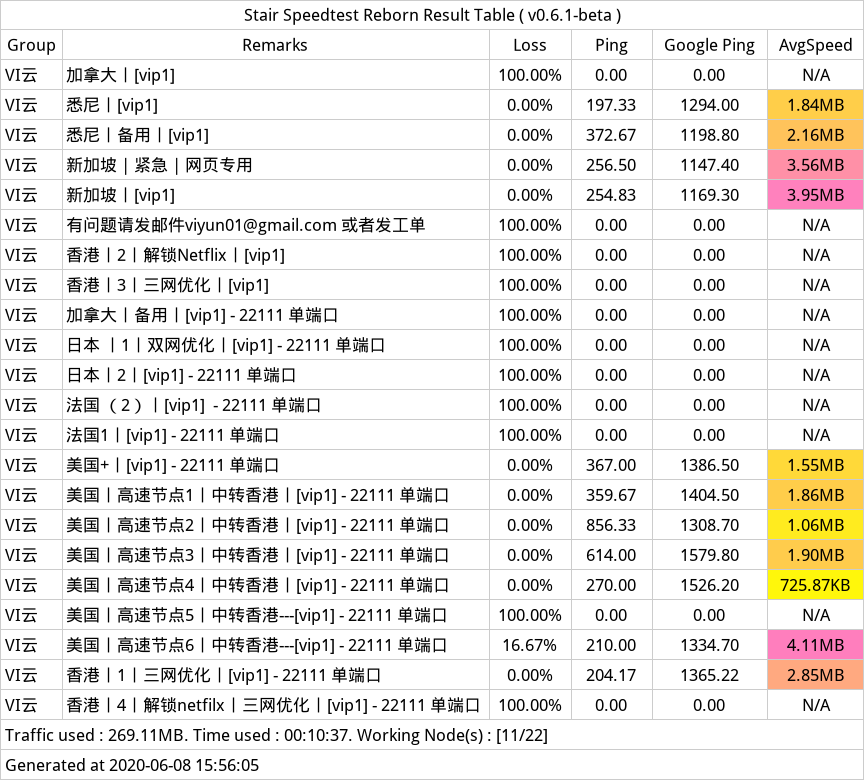 Stair Speedtest Reborn Result Table ( v0.6.1-beta )
Group Remarks Loss Ping Google Ping AvgSpeed
VI云 加拿大丨[vip1] 100.00% 0.00 0.00 N/A
VI云 悉尼丨[vip1] 0.00% 197.33 1294.00 1.84MB
VI云 悉尼丨备用丨[vip1] 0.00% 372.67 1198.80 2.16MB
VI云 新加坡 | 紧急 | 网页专用 0.00% 256.50 1147.40 3.56MB
VI云 新加坡丨[vip1] 0.00% 254.83 1169.30 3.95MB
VI云 有问题请发邮件viyun01@gmail.com 或者发工单 100.00% 0.00 0.00 N/A
VI云 香港丨2丨解锁Netflix丨[vip1] 100.00% 0.00 0.00 N/A
VI云 香港丨3丨三网优化丨[vip1] 100.00% 0.00 0.00 N/A
VI云 加拿大丨备用丨[vip1] - 22111 单端口 100.00% 0.00 0.00 N/A
VI云 日本 丨1丨双网优化丨[vip1] - 22111 单端口 100.00% 0.00 0.00 N/A
VI云 日本丨2丨[vip1] - 22111 单端口 100.00% 0.00 0.00 N/A
VI云 法国（2）丨[vip1]  - 22111 单端口 100.00% 0.00 0.00 N/A
VI云 法国1丨[vip1] - 22111 单端口 100.00% 0.00 0.00 N/A
VI云 美国+丨[vip1] - 22111 单端口 0.00% 367.00 1386.50 1.55MB
VI云 美国丨高速节点1丨中转香港丨[vip1] - 22111 单端口 0.00% 359.67 1404.50 1.86MB
VI云 美国丨高速节点2丨中转香港丨[vip1] - 22111 单端口 0.00% 856.33 1308.70 1.06MB
VI云 美国丨高速节点3丨中转香港丨[vip1] - 22111 单端口 0.00% 614.00 1579.80 1.90MB
VI云 美国丨高速节点4丨中转香港丨[vip1] - 22111 单端口 0.00% 270.00 1526.20 725.87KB
VI云 美国丨高速节点5丨中转香港---[vip1] - 22111 单端口 100.00% 0.00 0.00 N/A
VI云 美国丨高速节点6丨中转香港---[vip1] - 22111 单端口 16.67% 210.00 1334.70 4.11MB
VI云 香港丨1丨三网优化丨[vip1] - 22111 单端口 0.00% 204.17 1365.22 2.85MB
VI云 香港丨4丨解锁netfilx丨三网优化丨[vip1] - 22111 单端口 100.00% 0.00 0.00 N/A
Traffic used : 269.11MB. Time used : 00:10:37. Working Node(s) : [11/22]
Generated at 2020-06-08 15:56:05